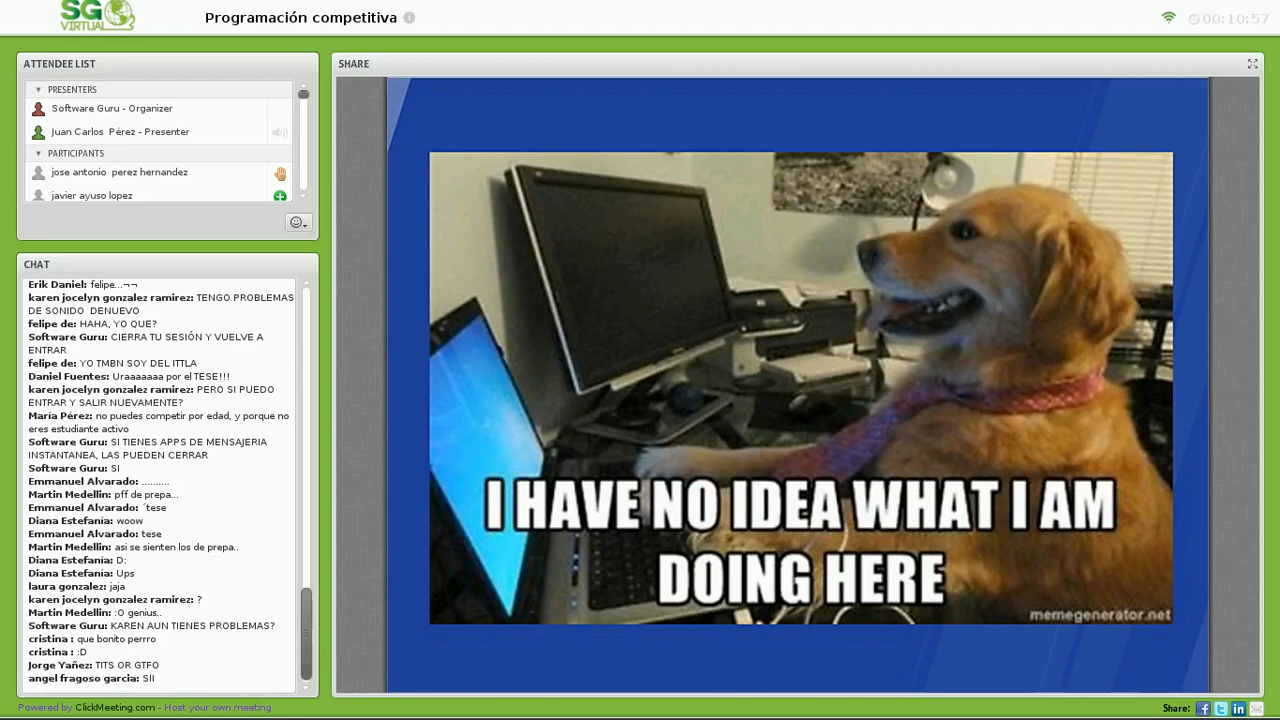 SG
VIRTUAL
Programación competitiva
00:10:57
ATTENDEE LIST
PRESENTERS
Software Guru - Organizer
Juan Carlos Pérez - Presenter
PARTICIPANTS
jose antonio perez hernandez
javier ayuso lopez
CHAT
Erik Daniel: felipe...¬¬
karen jocelyn gonzalez ramirez: TENGO PROBLEMAS
DE SONIDO DENUEVO
felipe de: HAHA, YO QUE?
Software Guru: CIERRA TU SESIÓN Y VUELVE A
ENTRAR
felipe de: YO TMBN SOY DEL ITTLA
Daniel Fuentes: Uraaaaaaa por el TESE!!!
karen jocelyn gonzalez ramirez: PERO SI PUEDO
ENTRAR Y SALIR NUEVAMENTE?
María Pérez: no puedes competir por edad, y porque no
eres estudiante activo
Software Guru: SI TIENES APPS DE MENSAJERIA
INSTANTANEA, LAS PUEDEN CERRAR
Software Guru: SI
Emmanuel Alvarado: ..........
Martin Medellin: pff de prepa...
Emmanuel Alvarado: ´tese
Diana Estefanía: woow
Emmanuel Alvarado: tese
Martin Medellin: asi se sienten los de prepa..
Diana Estefanía: D:
Diana Estefanía: Ups
laura gonzalez: jaja
karen jocelyn gonzalez ramirez: ?
Martin Medellin: :O genius..
Software Guru: KAREN AUN TIENES PROBLEMAS?
cristina : que bonito perrro
cristina : :D
Jorge Yañez: TITS OR GTFO
angel fragoso garcia: SII
SHARE
I HAVE NO IDEA WHAT I AM
DOING HERE
memegenerator.net
Powered by ClickMeeting.com - Host your own meeting
Share: